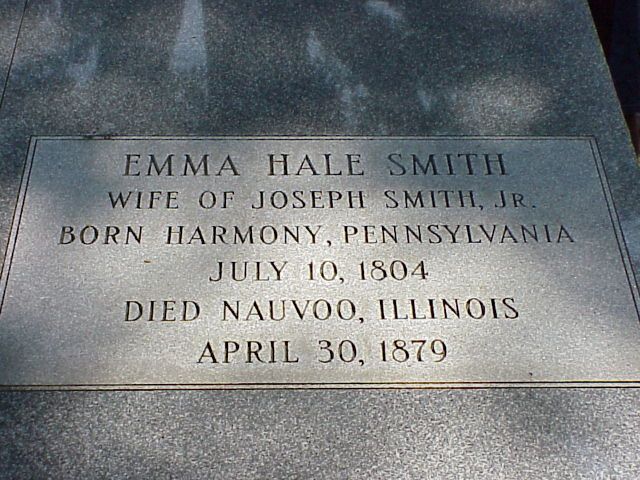 EMMA HALE SMITH
WIFE OF JOSEPH SMITH, JR.
BORN HARMONY, PENNSYLVANIA
JULY 10, 1804
DIED NAUVOO, ILLINOIS
APRIL 30, 1879